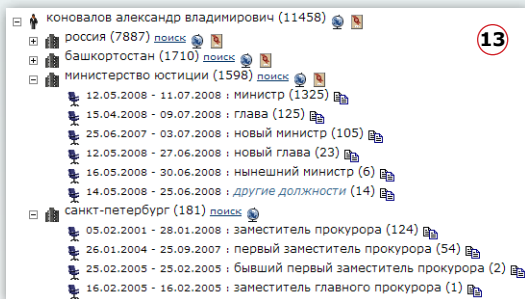 коновалов александр владимирович (11458)
13
россия (7887) поиск
башкортостан (1710) поиск
министерство юстиции (1598) поиск
12.05.2008 - 11.07.2008 : министр (1325)
15.04.2008 - 09.07.2008 : глава (125)
25.06.2007 - 03.07.2008 : новый министр (105)
12.05.2008 - 27.06.2008 : новый глава (23)
16.05.2008 - 30.06.2008 : нынешний министр (6)
14.05.2008 - 25.06.2008 : другие должности (14)
санкт-петербург (181) поиск
05.02.2001 - 28.01.2008 : заместитель прокурора (124)
26.01.2004 - 25.09.2007 : первый заместитель прокурора (54)
25.02.2005 - 25.02.2005 : бывший первый заместитель прокурора (2)
16.02.2005 - 16.02.2005 : заместитель главного прокурора (1)